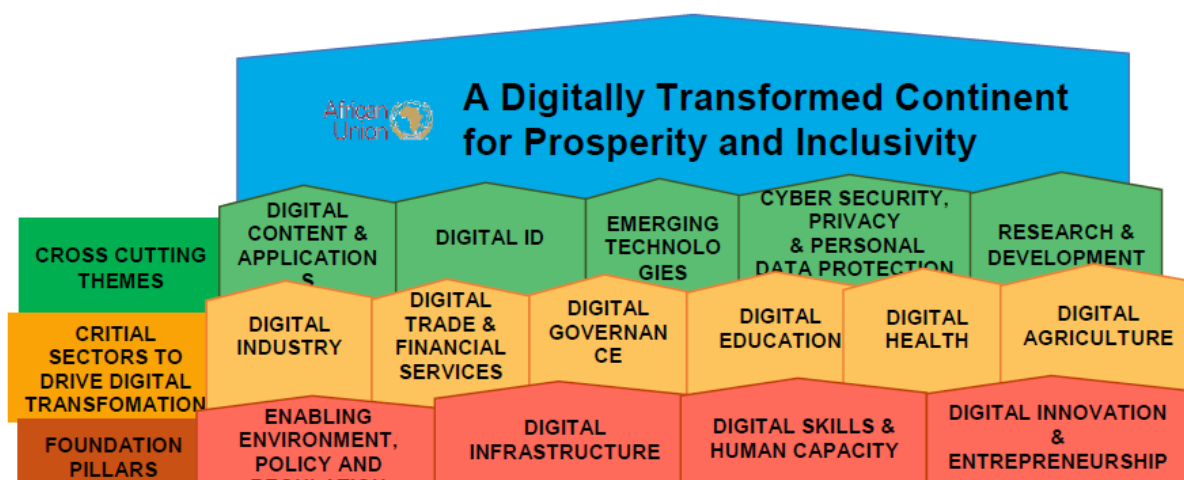 African
Union
A Digitally Transformed Continent
for Prosperity and Inclusivity
CROSS CUTTING
THEMES
DIGITAL
CONTENT &
APPLICATION
S
DIGITAL ID
EMERGING
TECHNOLO
GIES
CYBER SECURITY,
PRIVACY
& PERSONAL
DATA PROTECTION
RESEARCH &
DEVELOPMENT
CRITIAL
SECTORS TO
DRIVE DIGITAL
TRANSFOMATION
DIGITAL
INDUSTRY
DIGITAL
TRADE &
FINANCIAL
SERVICES
DIGITAL
GOVERNAN
CE
DIGITAL
EDUCATION
DIGITAL
HEALTH
DIGITAL
AGRICULTURE
FOUNDATION
PILLARS
ENABLING
ENVIRONMENT,
POLICY AND
REGULATION
DIGITAL
INFRASTRUCTURE
DIGITAL SKILLS &
HUMAN CAPACITY
DIGITAL INNOVATION
&
ENTREPRENEURSHIP